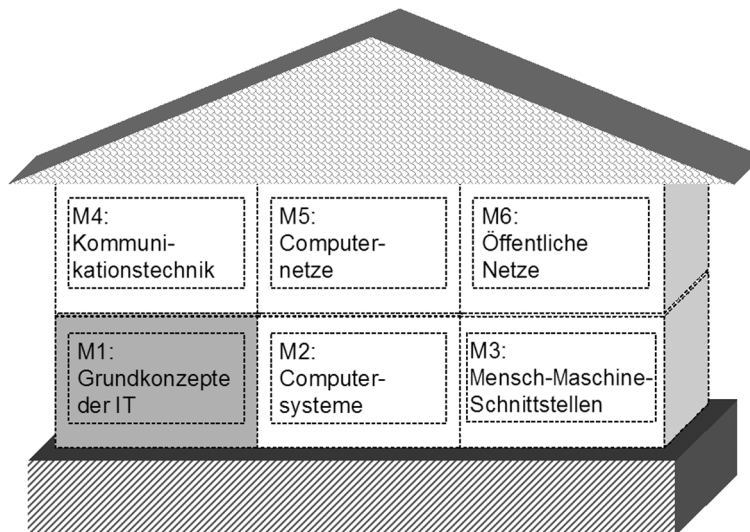 M4:
Kommuni-
kationstechnik
M5:
Computer-
netze
M6:
Öffentliche
Netze
M1:
Grundkonzepte
der IT
M2:
Computer-
systeme
M3:
Mensch-Maschine-
Schnittstellen